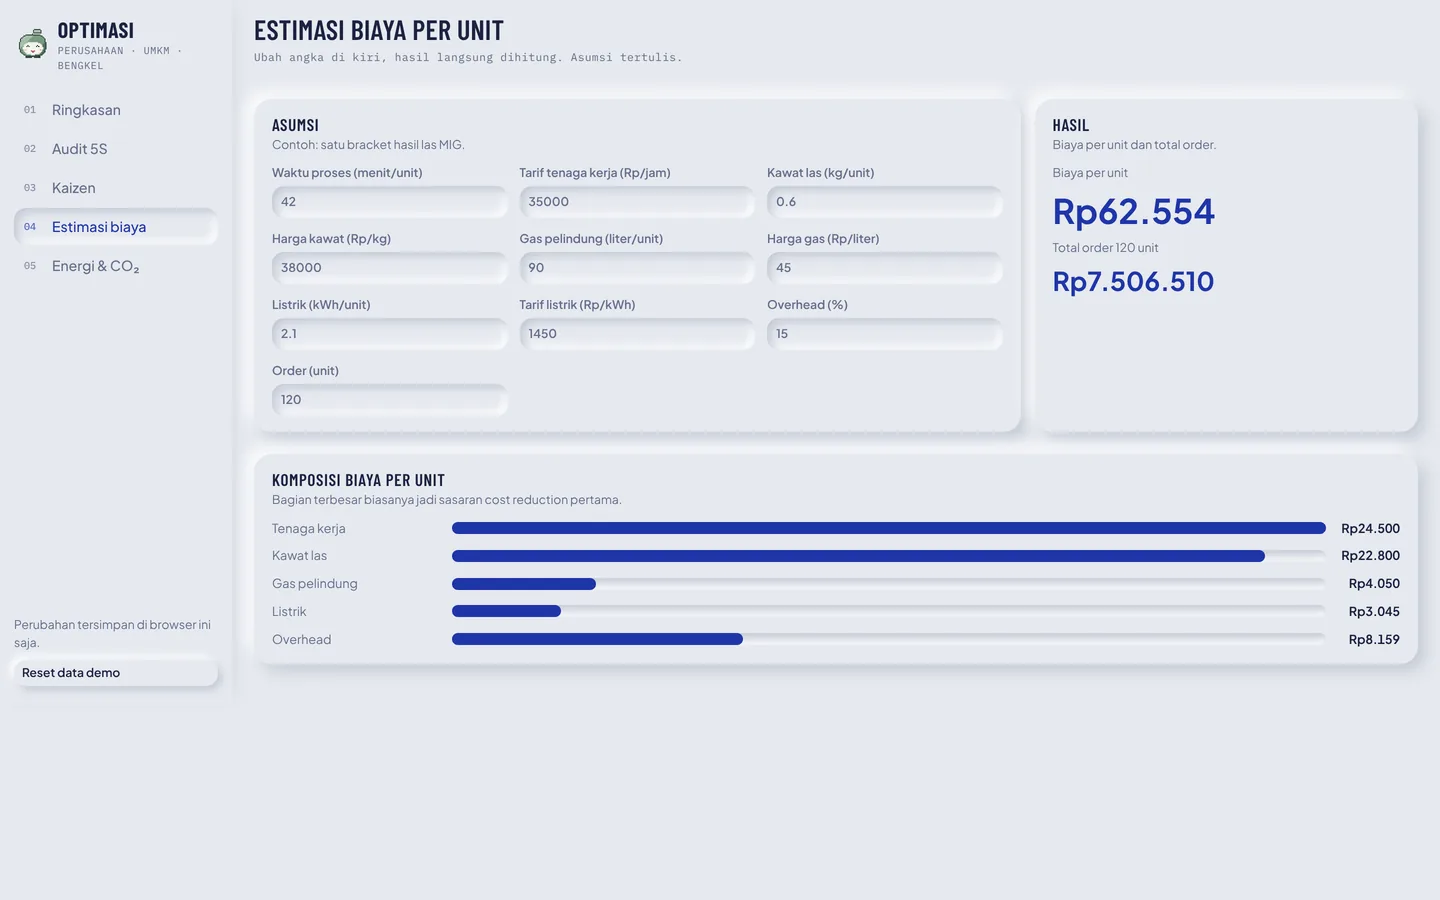 OPTIMASI
PERUSAHAAN · UMKM ·
BENGKEL
01 Ringkasan
02 Audit 5S
03 Kaizen
04 Estimasi biaya
05 Energi & CO₂
Perubahan tersimpan di browser ini
saja.
Reset data demo
ESTIMASI BIAYA PER UNIT
Ubah angka di kiri, hasil langsung dihitung. Asumsi tertulis.
ASUMSI
Contoh: satu bracket hasil las MIG.
Waktu proses (menit/unit) Tarif tenaga kerja (Rp/jam) Kawat las (kg/unit)
42 35000 0.6
Harga kawat (Rp/kg) Gas pelindung (liter/unit) Harga gas (Rp/liter)
38000 90 45
Listrik (kWh/unit) Tarif listrik (Rp/kWh) Overhead (%)
2.1 1450 15
Order (unit)
120
HASIL
Biaya per unit dan total order.
Biaya per unit
Rp62.554
Total order 120 unit
Rp7.506.510
KOMPOSISI BIAYA PER UNIT
Bagian terbesar biasanya jadi sasaran cost reduction pertama.
Tenaga kerja Rp24.500
Kawat las Rp22.800
Gas pelindung Rp4.050
Listrik Rp3.045
Overhead Rp8.159